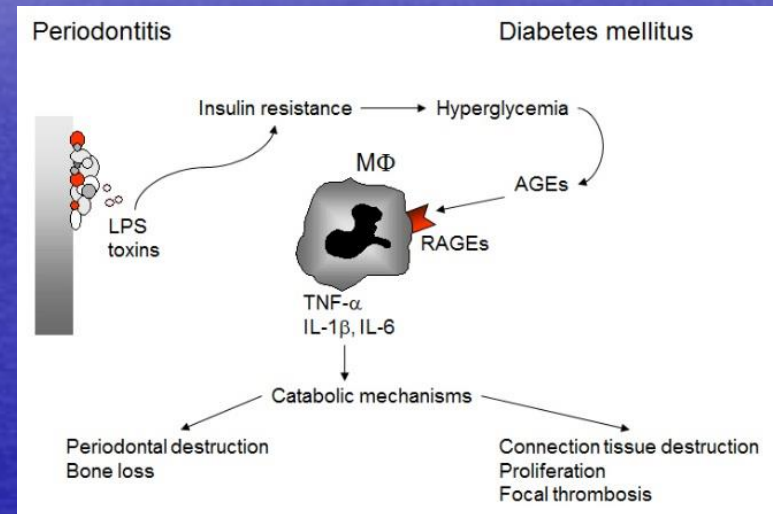 Periodontitis
Diabetes mellitus
Insulin resistance
Hyperglycemia
MΦ
AGEs
LPS
toxins
RAGEs
TNF-α
IL-1β, IL-6
Catabolic mechanisms
Periodontal destruction
Bone loss
Connection tissue destruction
Proliferation
Focal thrombosis